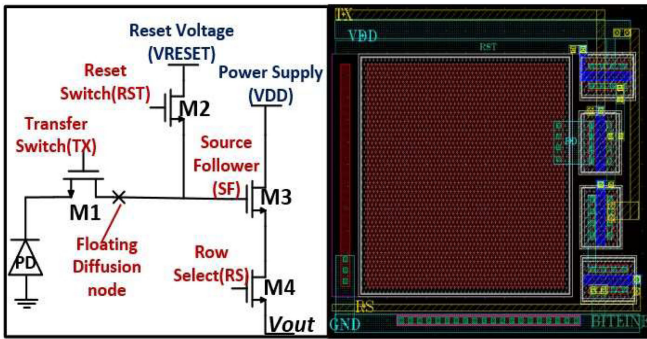 Reset Voltage
(VRESET)
Reset
Switch(RST)
Power Supply
(VDD)
M2
Transfer
Switch(TX)
Source
Follower
(SF)
M3
M1
Floating
Diffusion
node
PD
Row
Select(RS)
M4
Vout
TX
VDD
RST
PD
RS
GND